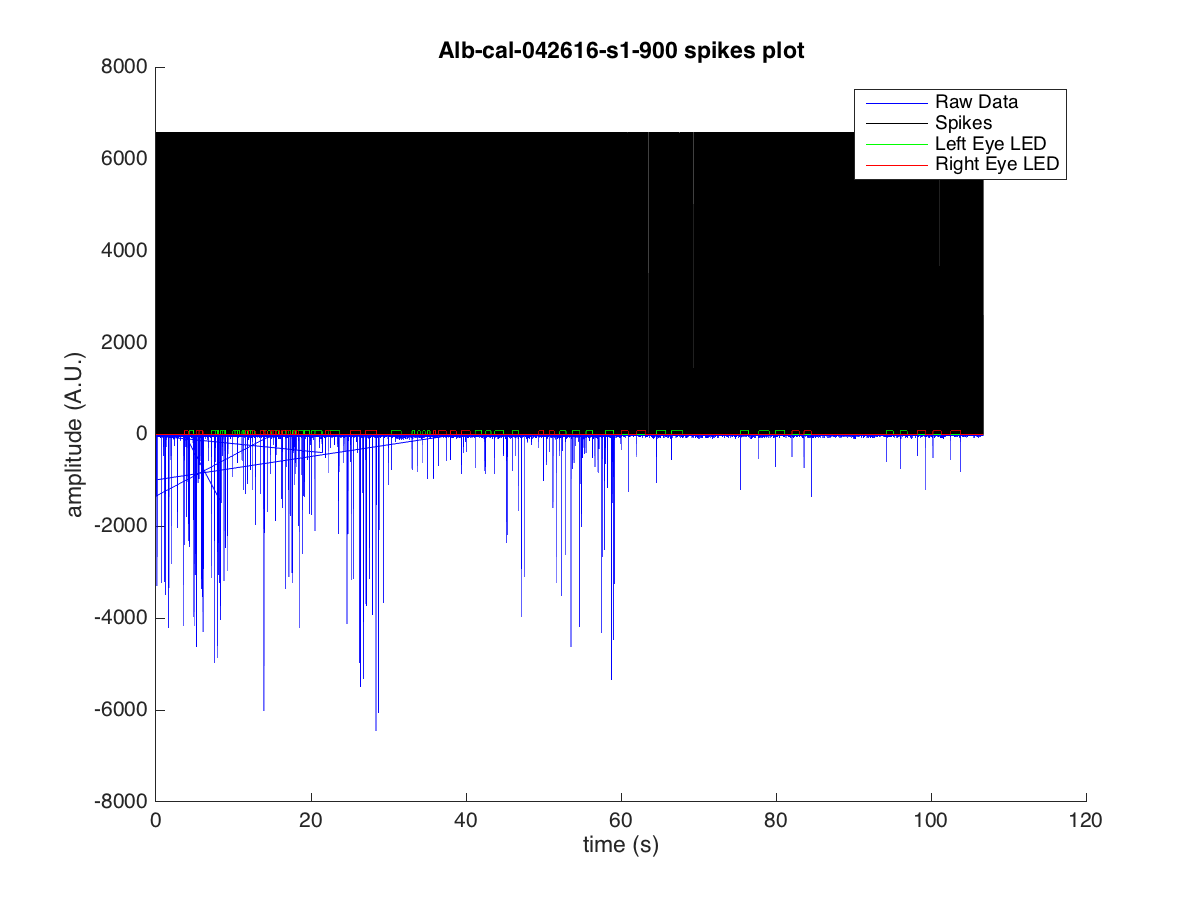 Alb-cal-042616-s1-900 spikes plot
8000
6000
4000
2000
0
-2000
-4000
-6000
-8000
amplitude (A.U.)
Raw Data
Spikes
Left Eye LED
Right Eye LED
0 20 40 60 80 100 120
time (s)